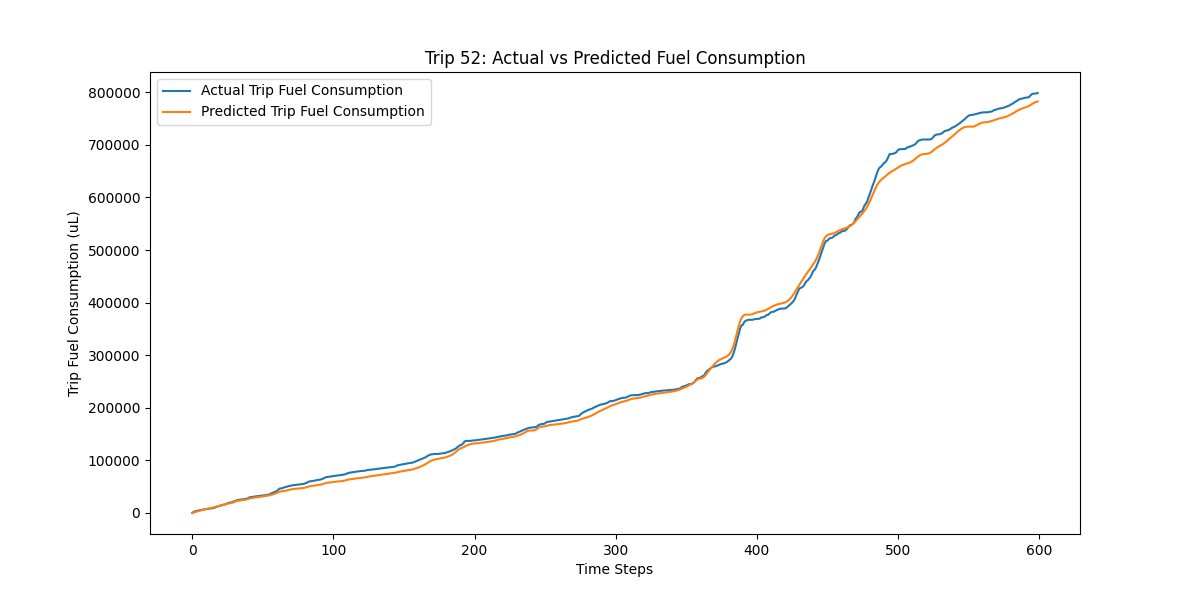 Trip 52: Actual vs Predicted Fuel Consumption
Actual Trip Fuel Consumption
Predicted Trip Fuel Consumption
Trip Fuel Consumption (uL)
800000
700000
600000
500000
400000
300000
200000
100000
0
0 100 200 300 400 500 600
Time Steps